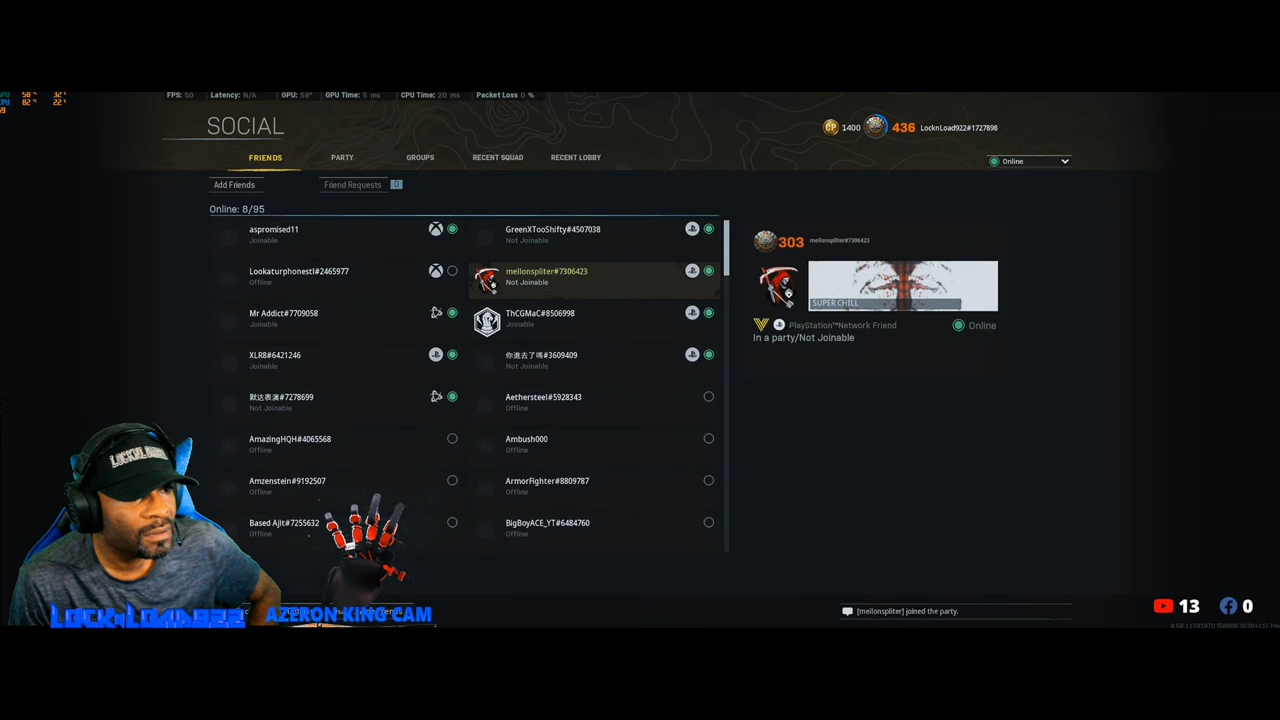 FPS: 50 Latency: N/A GPU: 58° GPU Time: 5 ms CPU Time: 20 ms Packet Loss 0 %
SOCIAL
1400 436 LocknLoad922#1727898
FRIENDS PARTY GROUPS RECENT SQUAD RECENT LOBBY
Online
Add Friends Friend Requests 0
Online: 8/95
aspromised11
Joinable
GreenXTooShifty#4507038
Not Joinable
Lookaturphonestl#2465977
Offline
mellonspliter#7306423
Not Joinable
Mr Addict#7709058
Joinable
ThCGMaC#8506998
Joinable
XLR8#6421246
Joinable
你進去了嗎#3609409
Not Joinable
默达表演#7278699
Not Joinable
Aethersteel#5928343
Offline
AmazingHQH#4065568
Offline
Ambush000
Offline
Amzenstein#9192507
Offline
ArmorFighter#8809787
Offline
Based Ajit#7255632
Offline
BigBoyACE_YT#6484760
Offline
303 mellonspliter#7306423
SUPER CHILL
PlayStation™Network Friend Online
In a party/Not Joinable
LOCKNLOAD922
AZERON KING CAM
[mellonspliter] joined the party.
13 0